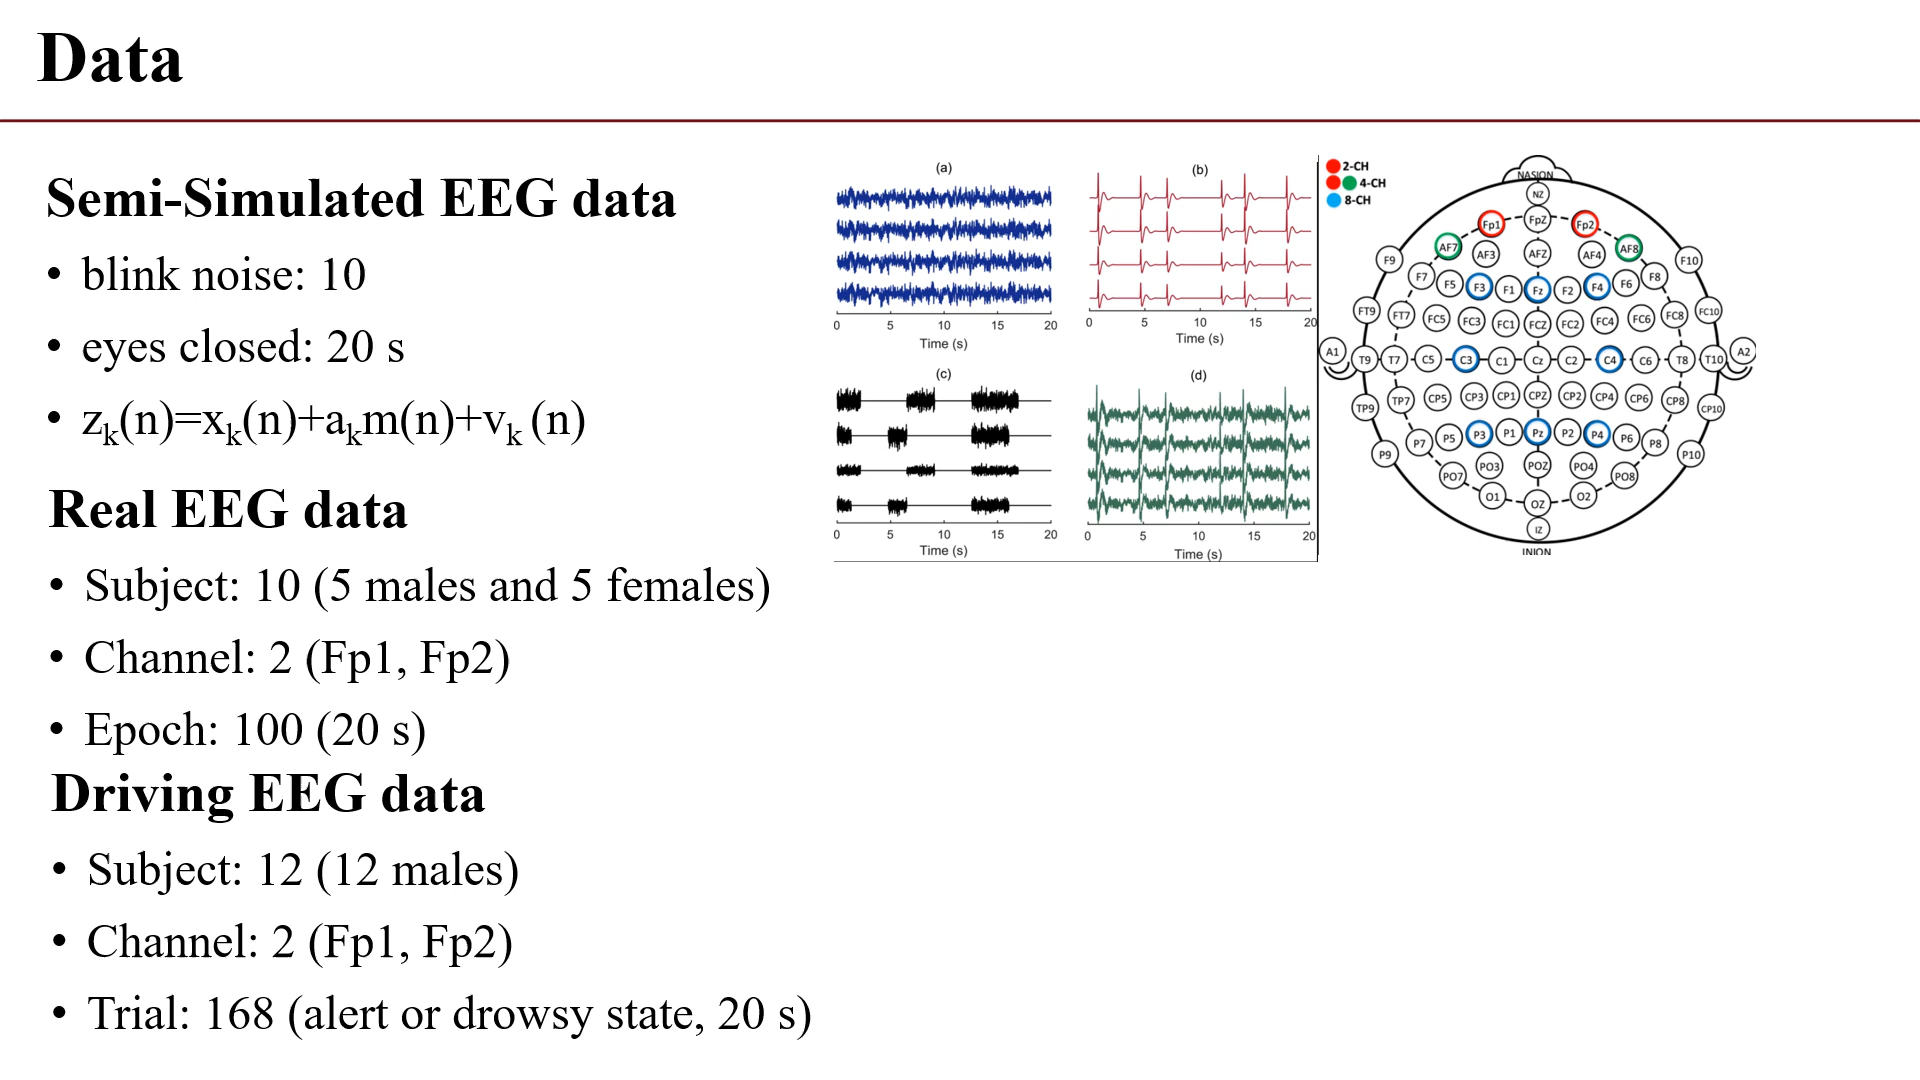 Data
Semi-Simulated EEG data
• blink noise: 10
• eyes closed: 20 s
• zk(n)=xk(n)+akm(n)+vk (n)
Real EEG data
• Subject: 10 (5 males and 5 females)
• Channel: 2 (Fp1, Fp2)
• Epoch: 100 (20 s)
Driving EEG data
• Subject: 12 (12 males)
• Channel: 2 (Fp1, Fp2)
• Trial: 168 (alert or drowsy state, 20 s)
(a)
0 5 10 15 20
Time (s)
(b)
0 5 10 15 20
Time (s)
(c)
0 5 10 15 20
Time (s)
(d)
0 5 10 15 20
Time (s)
2-CH
4-CH
8-CH
NASION
NZ
Fp1 FpZ Fp2
AF7 AF3 AFZ AF4 AF8
F9 F7 F5 F3 F1 Fz F2 F4 F6 F8 F10
FT9 FT7 FC5 FC3 FC1 FCZ FC2 FC4 FC6 FC8 FC10
A1 T9 T7 C5 C3 C1 Cz C2 C4 C6 T8 T10 A2
TP9 TP7 CP5 CP3 CP1 CPZ CP2 CP4 CP6 CP8 CP10
P9 P7 P5 P3 P1 Pz P2 P4 P6 P8 P10
PO7 PO3 POZ PO4 PO8
O1 OZ O2
IZ
INION